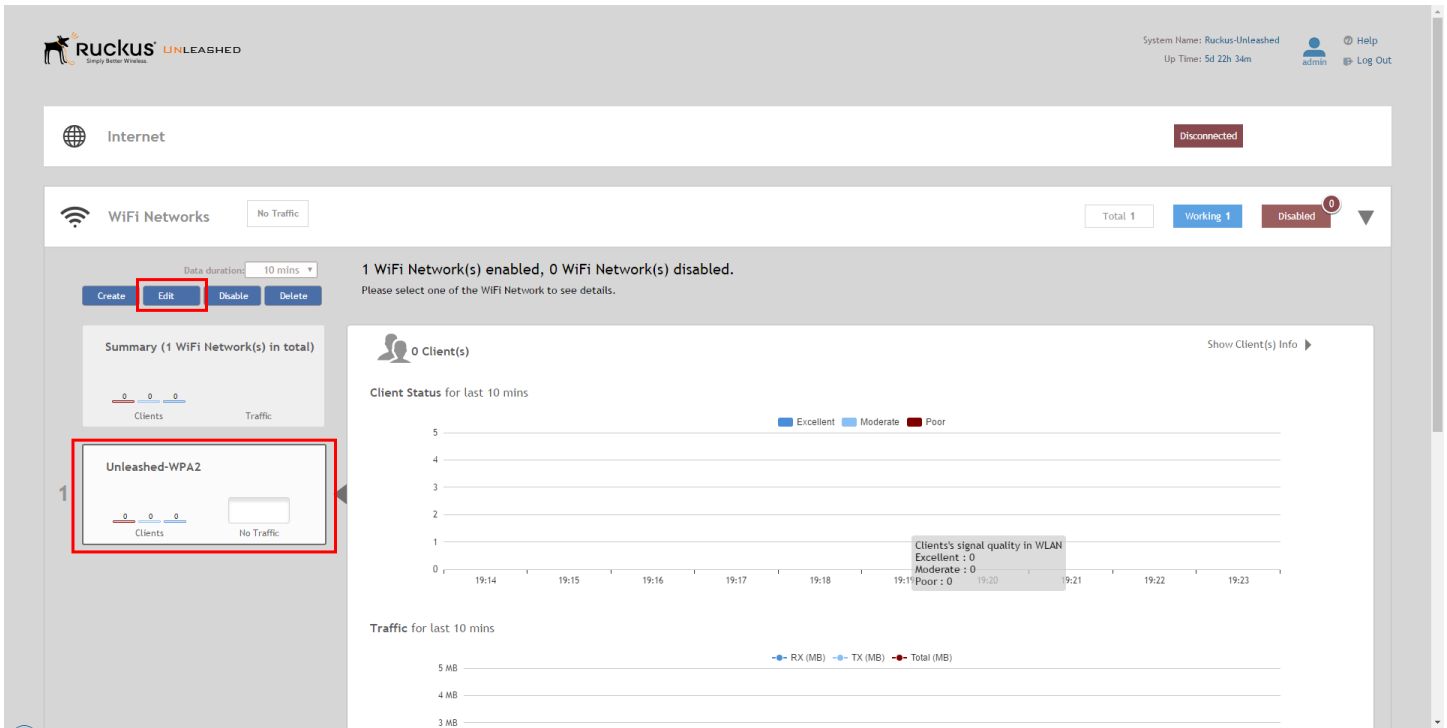 Ruckus UNLEASHED
Simply Better Wireless.
System Name: Ruckus-Unleashed
Up Time: 5d 22h 34m
admin
Help
Log Out
Internet
Disconnected
WiFi Networks
No Traffic
Total 1
Working 1
Disabled
0
Data duration: 10 mins
Create Edit Disable Delete
1 WiFi Network(s) enabled, 0 WiFi Network(s) disabled.
Please select one of the WiFi Network to see details.
Summary (1 WiFi Network(s) in total)
0 0 0
Clients Traffic
1
Unleashed-WPA2
0 0 0
Clients No Traffic
0 Client(s)
Show Client(s) Info
Client Status for last 10 mins
Excellent Moderate Poor
5
4
3
2
1
0
Clients's signal quality in WLAN
Excellent : 0
Moderate : 0
Poor : 0
19:14 19:15 19:16 19:17 19:18 19:19 19:20 19:21 19:22 19:23
Traffic for last 10 mins
RX (MB) TX (MB) Total (MB)
5 MB
4 MB
3 MB